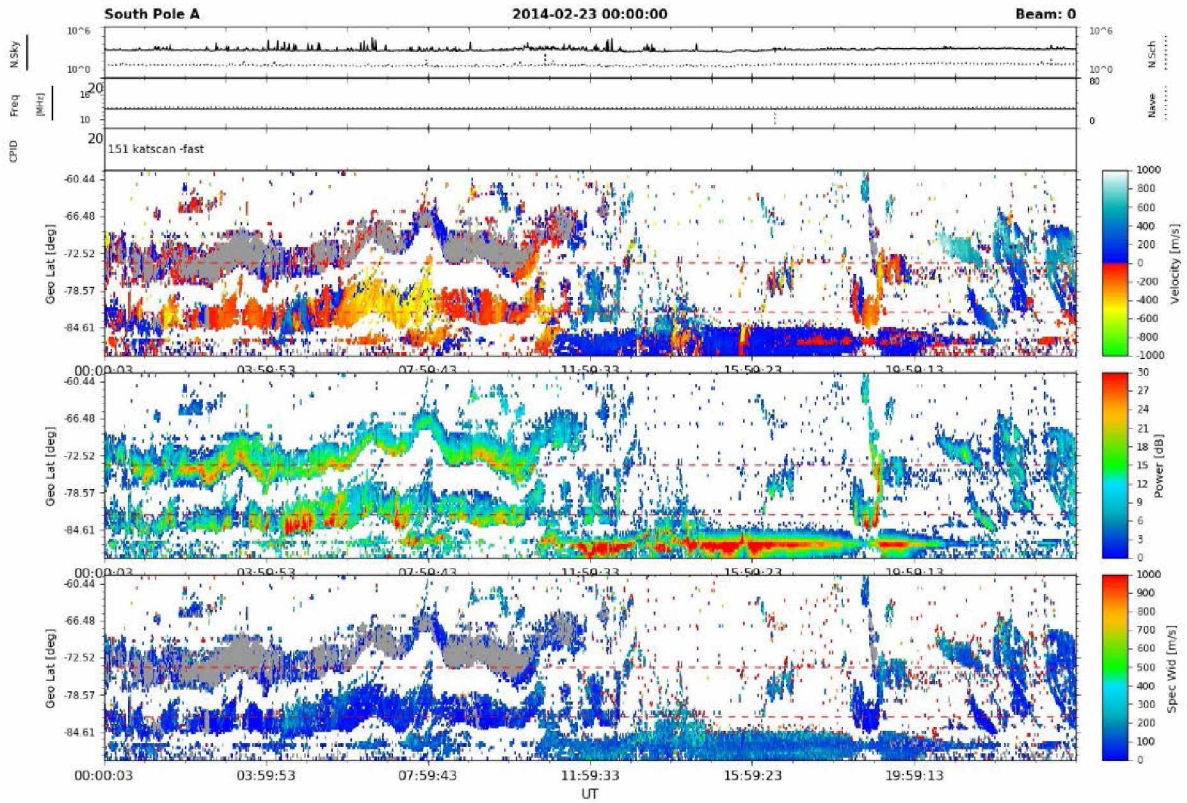 South Pole A 2014-02-23 00:00:00 Beam: 0
N.Sky 10^6 10^0 10^6 10^0 N.Sch
Freq [MHz] 20 16 10 80 0 Nave
CPID 20 151 katscan -fast
Geo Lat [deg] -60.44 -66.48 -72.52 -78.57 -84.61
1000 800 600 400 200 0 -200 -400 -600 -800 -1000 Velocity [m/s]
00:00:03 03:59:53 07:59:43 11:59:33 15:59:23 19:59:13
Geo Lat [deg] -60.44 -66.48 -72.52 -78.57 -84.61
30 27 24 21 18 15 12 9 6 3 0 Power [dB]
00:00:03 03:59:53 07:59:43 11:59:33 15:59:23 19:59:13
Geo Lat [deg] -60.44 -66.48 -72.52 -78.57 -84.61
1000 900 800 700 600 500 400 300 200 100 0 Spec Wid [m/s]
00:00:03 03:59:53 07:59:43 11:59:33 15:59:23 19:59:13
UT